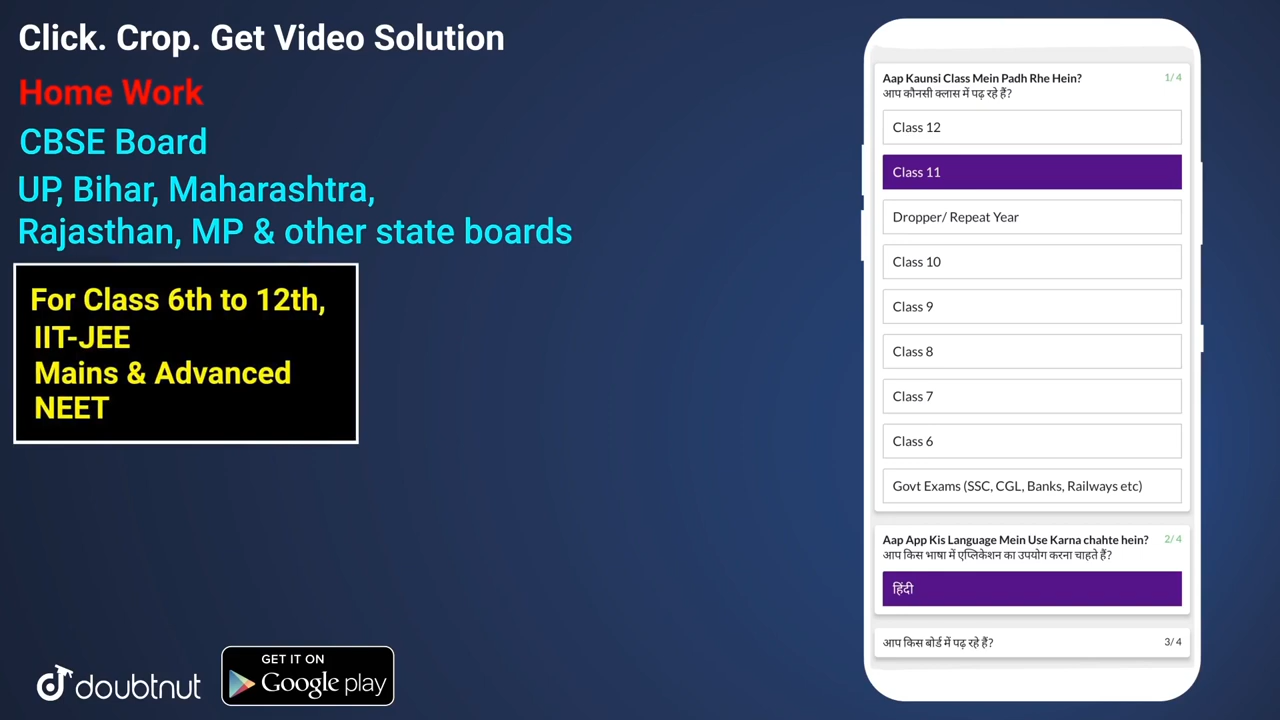 Click. Crop. Get Video Solution
Home Work
CBSE Board
UP, Bihar, Maharashtra,
Rajasthan, MP & other state boards
For Class 6th to 12th,
IIT-JEE
Mains & Advanced
NEET
doubtnut
GET IT ON
Google play
Aap Kaunsi Class Mein Padh Rhe Hein? 1/4
आप कौनसी क्लास में पढ़ रहे हैं?
Class 12
Class 11
Dropper/ Repeat Year
Class 10
Class 9
Class 8
Class 7
Class 6
Govt Exams (SSC, CGL, Banks, Railways etc)
Aap App Kis Language Mein Use Karna chahte hein? 2/4
आप किस भाषा में एप्लिकेशन का उपयोग करना चाहते हैं?
हिंदी
आप किस बोर्ड में पढ़ रहे हैं? 3/4